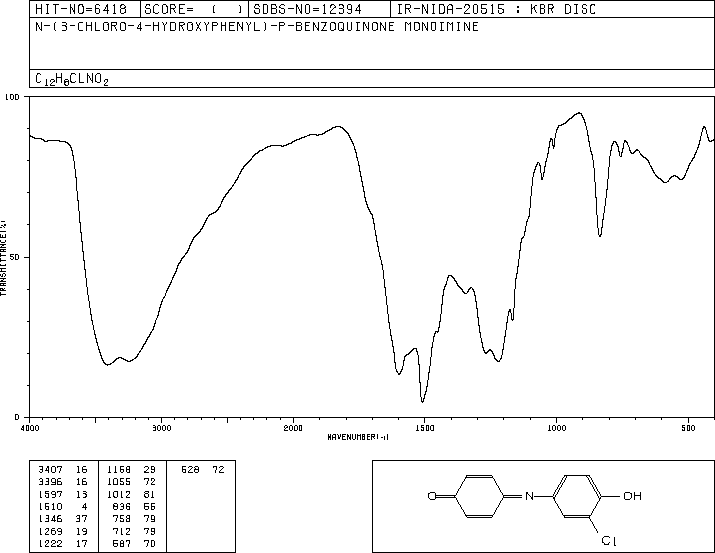 HIT-NO=6418 SCORE= ( ) SDBS-NO=12394 IR-NIDA-20515 : KBR DISC
N-(3-CHLORO-4-HYDROXYPHENYL)-P-BENZOQUINONE MONOIMINE
C12H8CLNO2
100
TRANSMITTANCE(%)
50
0
4000 3000 2000 1500 1000 500
WAVENUMBER(-1)
3407 16 1168 29 528 72
3396 16 1055 72
1597 13 1012 81
1510 4 836 55
1346 37 758 79
1269 19 712 79
1222 17 587 70
O N OH
Cl